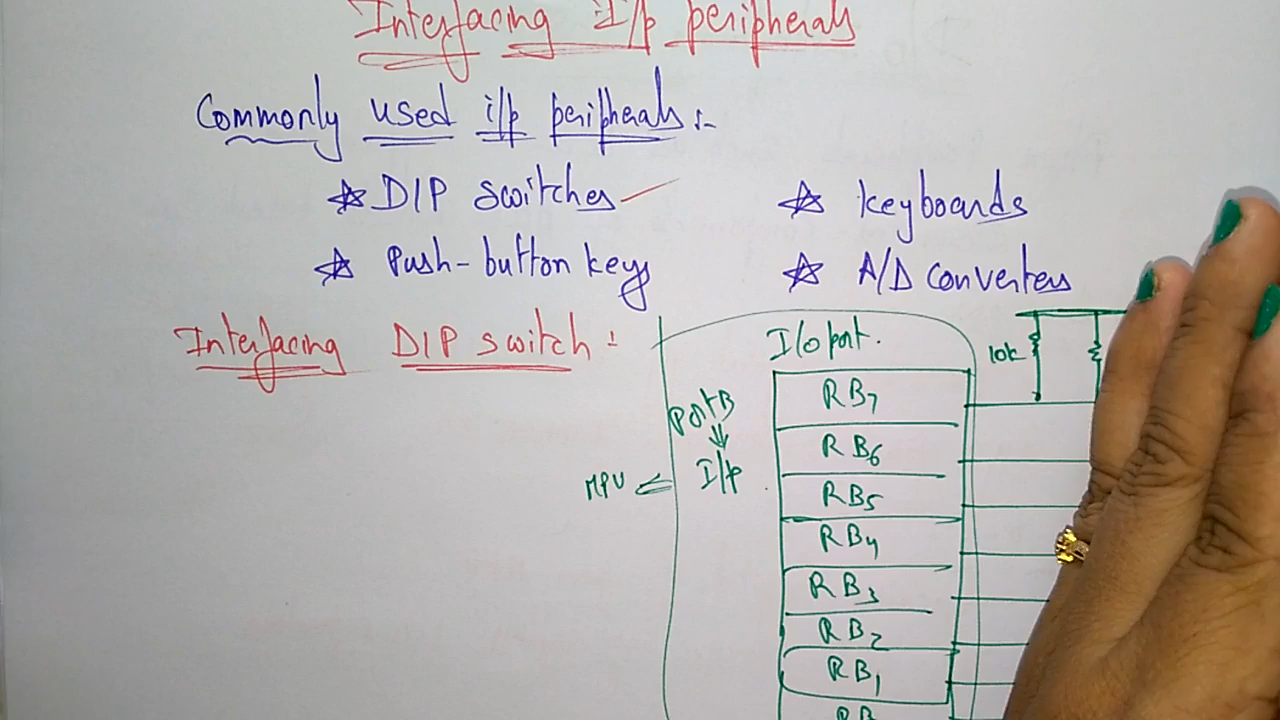 Interfacing I/p peripherals
Commonly used i/p peripherals :-
☆ DIP switches
☆ keyboards
☆ Push-button keys
☆ A/D converters
Interfacing DIP switch :
I/o port.
10k
RB7
PortB
RB6
I/p
MPU
RB5
RB4
RB3
RB2
RB1